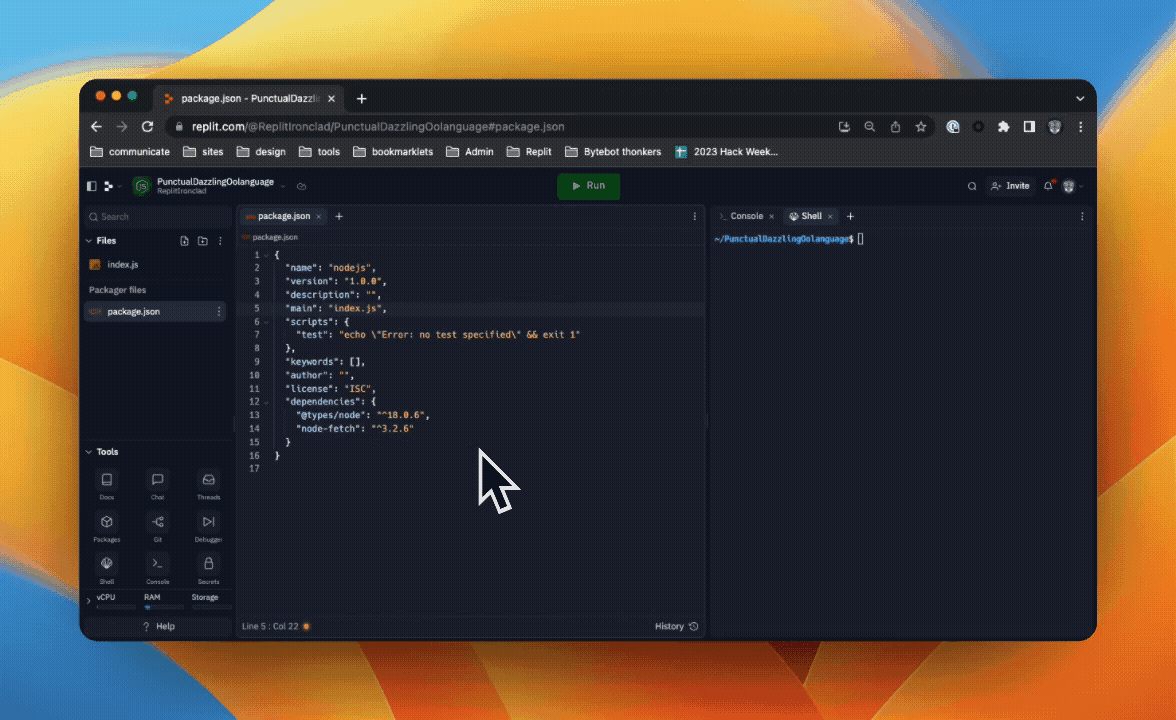 package.json - PunctualDazzli
replit.com/@ReplitIronclad/PunctualDazzlingOolanguage#package.json
communicate sites design tools bookmarklets Admin Repl​it Bytebot thonkers 2023 Hack Week...
PunctualDazzlingOolanguage
ReplitIronclad
Run
Invite
Search
Files
index.js
Packager files
package.json
Tools
Docs Chat Threads
Packages Git Debugger
Shell Console Secrets
vCPU RAM Storage
? Help
package.json
package.json
1 {
2 "name": "nodejs",
3 "version": "1.0.0",
4 "description": "",
5 "main": "index.js",
6 "scripts": {
7 "test": "echo \"Error: no test specified\" && exit 1"
8 },
9 "keywords": [],
10 "author": "",
11 "license": "ISC",
12 "dependencies": {
13 "@types/node": "^18.0.6",
14 "node-fetch": "^3.2.6"
15 }
16 }
17
Line 5 : Col 22
History
Console Shell
~/PunctualDazzlingOolanguage$